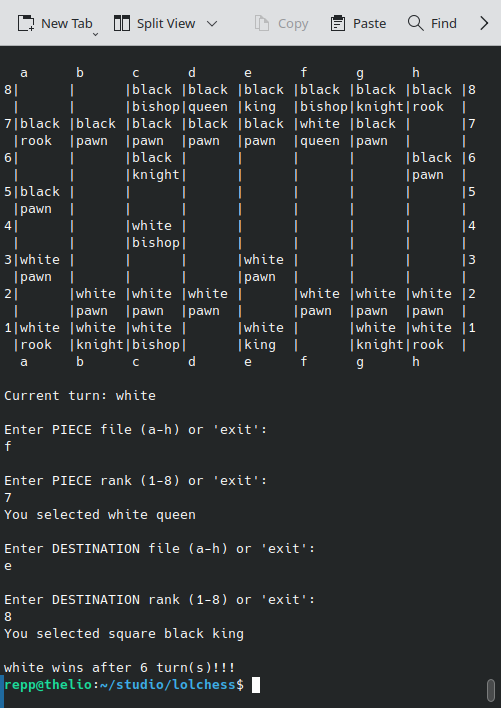 New Tab Split View Copy Paste Find
  a      b      c      d      e      f      g      h
8|      |      |black |black |black |black |black |black |8
 |      |      |bishop|queen |king  |bishop|knight|rook  |
7|black |black |black |black |black |white |black |      |7
 |rook  |pawn  |pawn  |pawn  |pawn  |queen |pawn  |      |
6|      |      |black |      |      |      |      |black |6
 |      |      |knight|      |      |      |      |pawn  |
5|black |      |      |      |      |      |      |      |5
 |pawn  |      |      |      |      |      |      |      |
4|      |      |white |      |      |      |      |      |4
 |      |      |bishop|      |      |      |      |      |
3|white |      |      |      |white |      |      |      |3
 |pawn  |      |      |      |pawn  |      |      |      |
2|      |white |white |white |      |white |white |white |2
 |      |pawn  |pawn  |pawn  |      |pawn  |pawn  |pawn  |
1|white |white |white |      |white |      |white |white |1
 |rook  |knight|bishop|      |king  |      |knight|rook  |
  a      b      c      d      e      f      g      h
Current turn: white
Enter PIECE file (a-h) or 'exit':
f
Enter PIECE rank (1-8) or 'exit':
7
You selected white queen
Enter DESTINATION file (a-h) or 'exit':
e
Enter DESTINATION rank (1-8) or 'exit':
8
You selected square black king
white wins after 6 turn(s)!!!
repp@thelio:~/studio/lolchess$